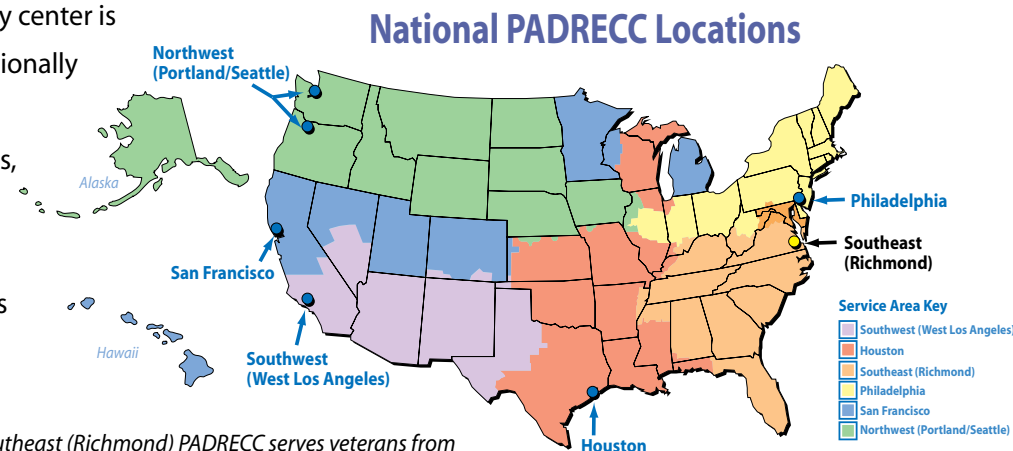 y center is
ionally
s,
s
utheast (Richmond) PADRECC serves veterans from
National PADRECC Locations
Northwest
(Portland/Seattle)
Alaska
San Francisco
Hawaii
Southwest
(West Los Angeles)
Houston
Philadelphia
Southeast
(Richmond)
Service Area Key
Southwest (West Los Angeles)
Houston
Southeast (Richmond)
Philadelphia
San Francisco
Northwest (Portland/Seattle)